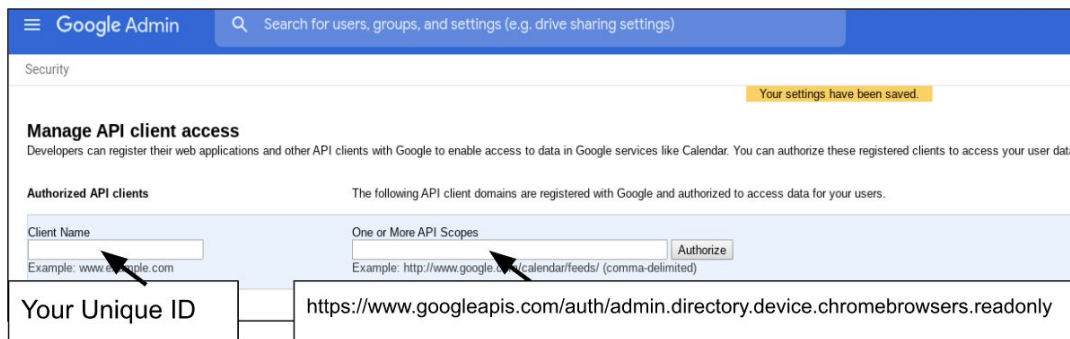 Google Admin
Search for users, groups, and settings (e.g. drive sharing settings)
Security
Your settings have been saved.
Manage API client access
Developers can register their web applications and other API clients with Google to enable access to data in Google services like Calendar. You can authorize these registered clients to access your user data
Authorized API clients
The following API client domains are registered with Google and authorized to access data for your users.
Client Name
One or More API Scopes
Authorize
Example: www.example.com
Example: http://www.google.com/calendar/feeds/ (comma-delimited)
Your Unique ID
https://www.googleapis.com/auth/admin.directory.device.chromebrowsers.readonly